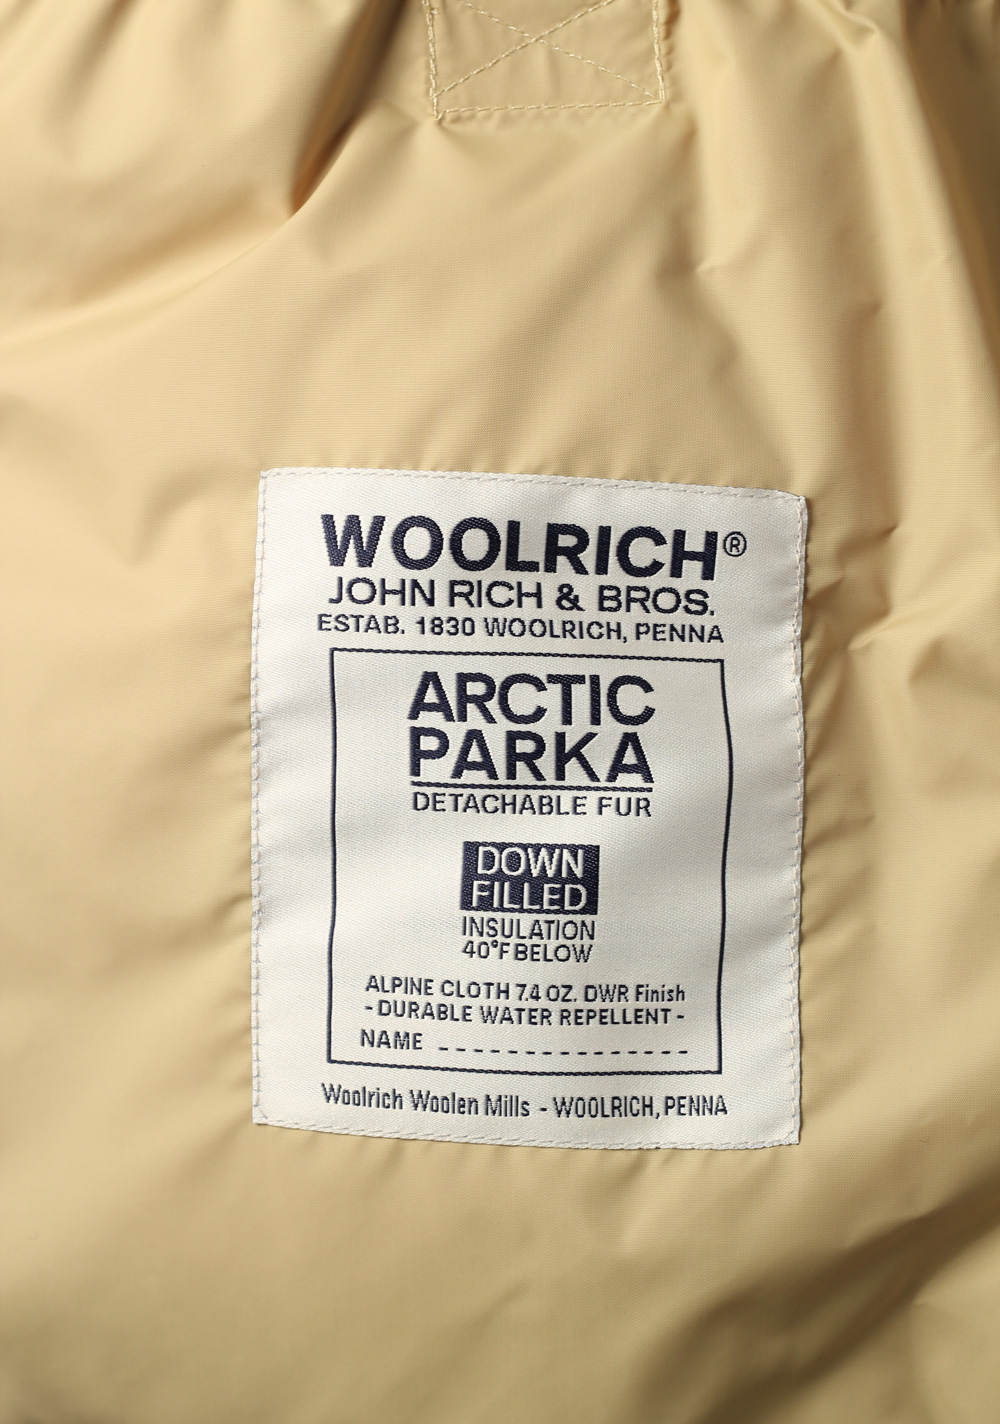 WOOLRICH®
JOHN RICH & BROS.
ESTAB. 1830 WOOLRICH, PENNA
ARCTIC
PARKA
DETACHABLE FUR
DOWN
FILLED
INSULATION
40°F BELOW
ALPINE CLOTH 7.4 OZ. DWR Finish
- DURABLE WATER REPELLENT -
NAME _ _ _ _ _ _ _ _ _ _ _ _ _ _ _
Woolrich Woolen Mills - WOOLRICH, PENNA